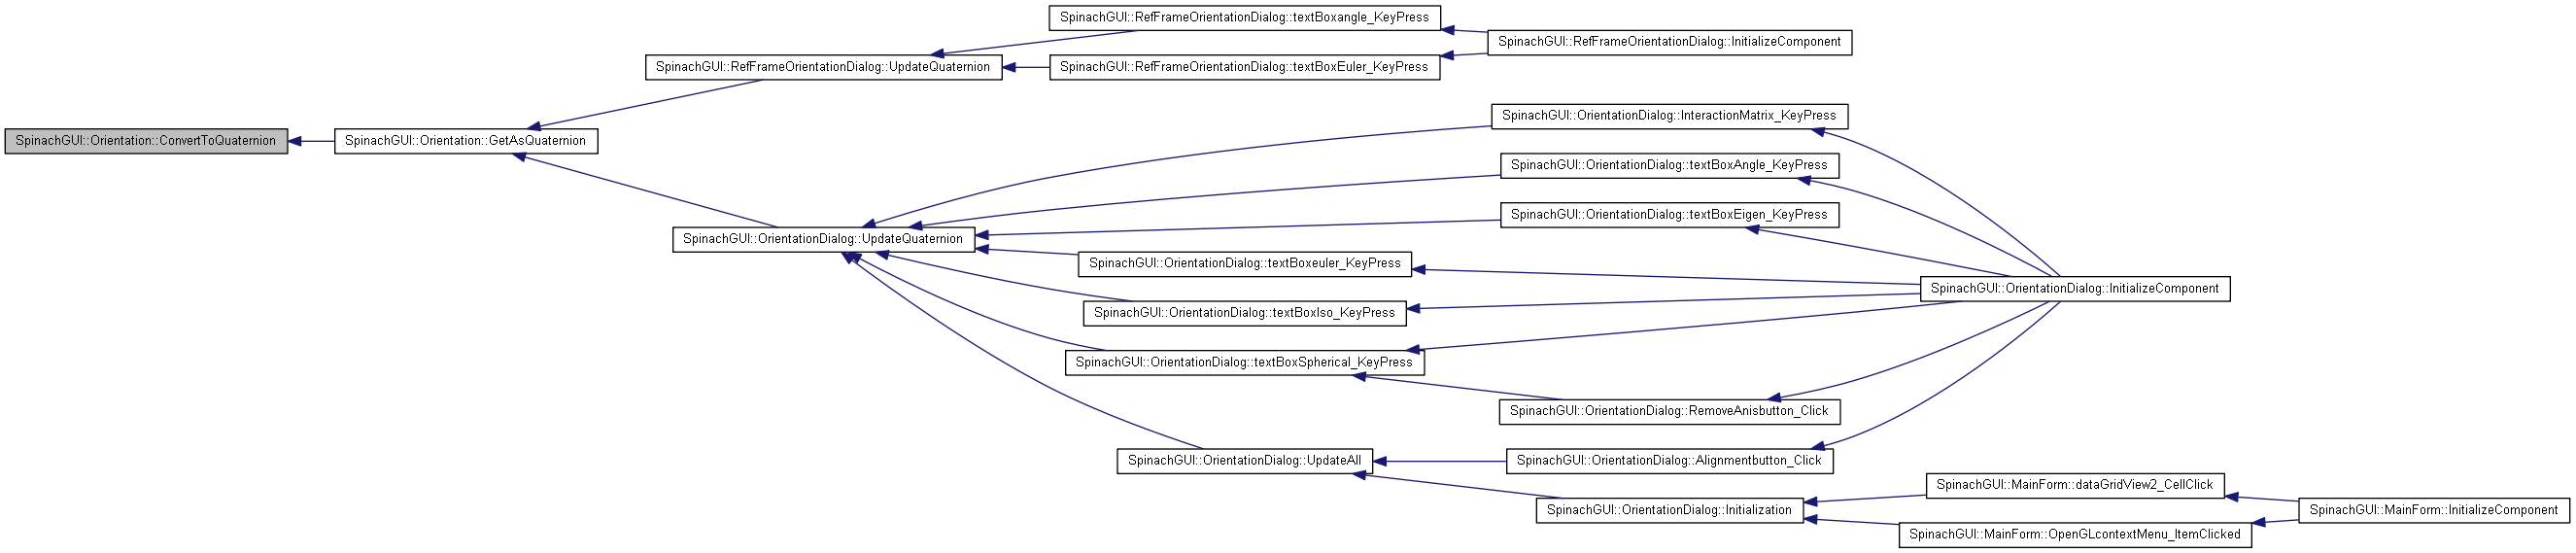 SpinachGUI::RefFrameOrientationDialog::textBoxangle_KeyPress
SpinachGUI::RefFrameOrientationDialog::InitializeComponent
SpinachGUI::RefFrameOrientationDialog::UpdateQuaternion
SpinachGUI::RefFrameOrientationDialog::textBoxEuler_KeyPress
SpinachGUI::OrientationDialog::InteractionMatrix_KeyPress
SpinachGUI::Orientation::ConvertToQuaternion
SpinachGUI::Orientation::GetAsQuaternion
SpinachGUI::OrientationDialog::textBoxAngle_KeyPress
SpinachGUI::OrientationDialog::textBoxEigen_KeyPress
SpinachGUI::OrientationDialog::UpdateQuaternion
SpinachGUI::OrientationDialog::textBoxeuler_KeyPress
SpinachGUI::OrientationDialog::InitializeComponent
SpinachGUI::OrientationDialog::textBoxIso_KeyPress
SpinachGUI::OrientationDialog::textBoxSpherical_KeyPress
SpinachGUI::OrientationDialog::RemoveAnisbutton_Click
SpinachGUI::OrientationDialog::UpdateAll
SpinachGUI::OrientationDialog::Alignmentbutton_Click
SpinachGUI::MainForm::dataGridView2_CellClick
SpinachGUI::OrientationDialog::Initialization
SpinachGUI::MainForm::InitializeComponent
SpinachGUI::MainForm::OpenGLcontextMenu_ItemClicked